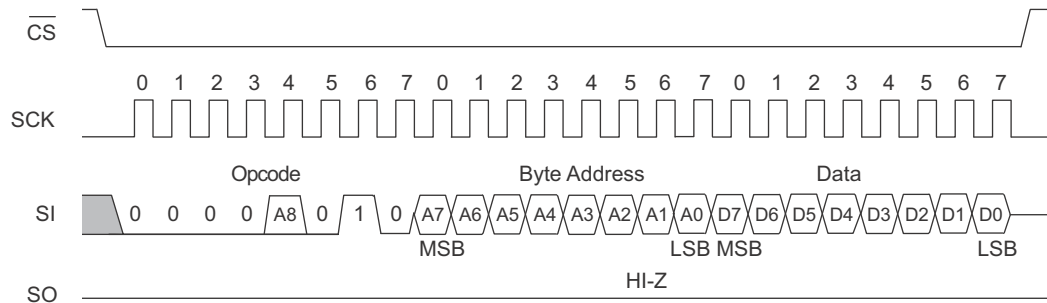 CS
0 1 2 3 4 5 6 7 0 1 2 3 4 5 6 7 0 1 2 3 4 5 6 7
SCK
Opcode Byte Address Data
SI 0 0 0 0 A8 0 1 0 A7 A6 A5 A4 A3 A2 A1 A0 D7 D6 D5 D4 D3 D2 D1 D0
MSB LSB MSB LSB
HI-Z
SO